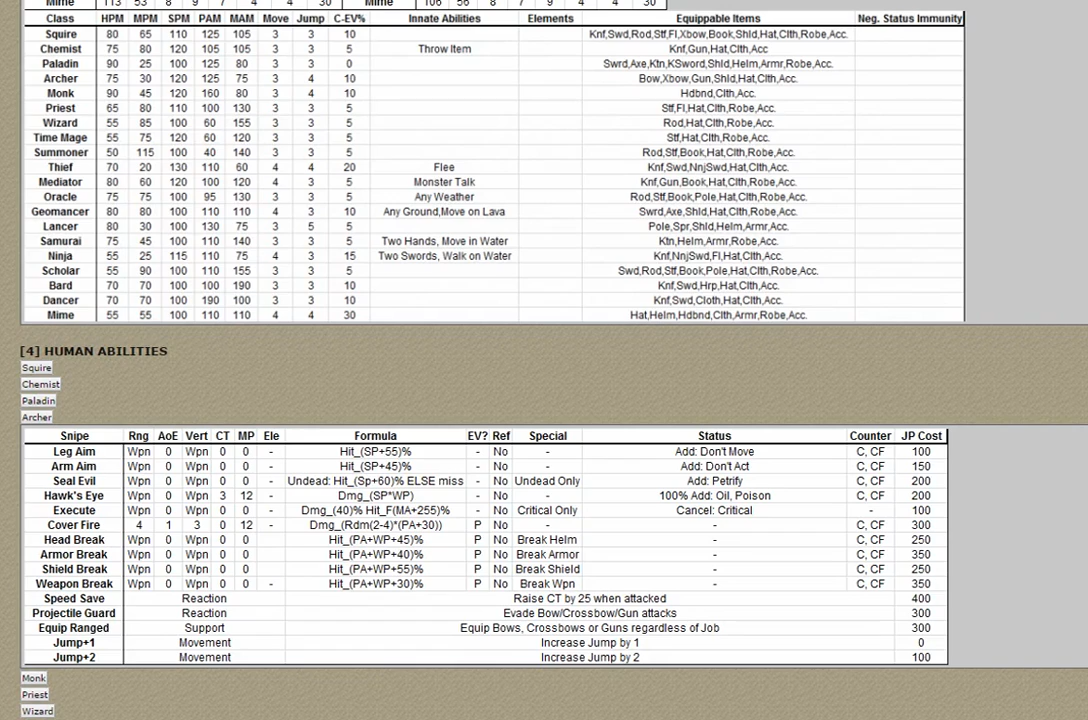 Mime 113 53 8 7 4 4 30 Mime 106 56 8 7 9 4 4 30
Class HPM MPM SPM PAM MAM Move Jump C-EV% Innate Abilities Elements Equippable Items Neg. Status Immunity
Squire 80 65 110 125 105 3 3 10 Knf,Swd,Rod,Stf,Fl,Xbow,Book,Shld,Hat,Clth,Robe,Acc.
Chemist 80 75 100 75 80 3 3 5 Throw Item Knf,Gun,Hat,Clth,Acc
Paladin 90 25 100 125 80 3 3 0 Swrd,Axe,Ktn,KSword,Shld,Helm,Armr,Robe,Acc.
Archer 75 30 120 125 75 3 4 10 Bow,Xbow,Gun,Shld,Hat,Clth,Acc.
Monk 90 45 120 160 80 3 4 10 Hdbnd,Clth,Acc.
Priest 65 80 110 100 130 3 3 5 Stf,Fl,Hat,Clth,Robe,Acc.
Wizard 55 85 100 60 155 3 3 5 Rod,Hat,Clth,Robe,Acc.
Time Mage 55 75 120 60 120 3 3 5 Stf,Hat,Clth,Robe,Acc.
Summoner 50 115 100 40 140 3 3 5 Rod,Stf,Book,Hat,Clth,Robe,Acc.
Thief 70 20 130 110 60 4 4 20 Flee Knf,Swd,NnjSwd,Hat,Clth,Acc.
Mediator 80 60 120 100 120 4 3 5 Monster Talk Knf,Gun,Book,Hat,Clth,Robe,Acc.
Oracle 75 75 100 95 130 3 3 5 Any Weather Rod,Stf,Book,Pole,Hat,Clth,Robe,Acc.
Geomancer 80 80 100 110 110 4 3 10 Any Ground,Move on Lava Swrd,Axe,Shld,Hat,Clth,Robe,Acc.
Lancer 80 30 100 130 75 3 5 5 Pole,Spr,Shld,Helm,Armr,Acc.
Samurai 75 45 100 110 140 3 3 5 Two Hands, Move in Water Ktn,Helm,Armor,Robe,Acc.
Ninja 55 25 115 110 75 4 3 15 Two Swords, Walk on Water Knf,NnjSwd,Fl,Hat,Clth,Acc.
Scholar 55 90 100 110 155 3 3 5 Swd,Rod,Stf,Book,Pole,Hat,Clth,Robe,Acc.
Bard 70 70 100 100 190 3 3 10 Knf,Swd,Hrp,Hat,Clth,Acc.
Dancer 70 70 100 190 100 3 3 10 Knf,Swd,Cloth,Hat,Clth,Acc.
Mime 55 55 100 110 110 4 4 30 Hat,Helm,Hdbnd,Clth,Armr,Robe,Acc.
[4] HUMAN ABILITIES
Squire
Chemist
Paladin
Archer
Snipe Rng AoE Vert CT MP Ele Formula EV? Ref Special Status Counter JP Cost
Leg Aim Wpn 0 Wpn 0 0 - Hit_(SP+55)% - No - Add: Don't Move C, CF 100
Arm Aim Wpn 0 Wpn 0 0 - Hit_(SP+45)% - No - Add: Don't Act C, CF 150
Seal Evil Wpn 0 Wpn 0 0 - Undead: Hit_(Sp+60)% ELSE miss - No Undead Only Add: Petrify C, CF 200
Hawk's Eye Wpn 0 Wpn 3 12 - Dmg_(SP*WP) - No - 100% Add: Oil, Poison C, CF 200
Execute Wpn 0 Wpn 0 0 - Dmg_(40)% Hit_F(MA+255)% - No Critical Only Cancel: Critical - 100
Cover Fire 4 1 3 0 12 - Dmg_(Rdm(2-4)*(PA+30)) P No - - C, CF 300
Head Break Wpn 0 Wpn 0 0 Hit_(PA+WP+45)% P No Break Helm - C, CF 250
Armor Break Wpn 0 Wpn 0 0 Hit_(PA+WP+40)% P No Break Armor - C, CF 350
Shield Break Wpn 0 Wpn 0 0 Hit_(PA+WP+55)% P No Break Shield - C, CF 250
Weapon Break Wpn 0 Wpn 0 0 - Hit_(PA+WP+30)% P No Break Wpn - C, CF 350
Speed Save Reaction Raise CT by 25 when attacked 400
Projectile Guard Reaction Evade Bow/Crossbow/Gun attacks 300
Equip Ranged Support Equip Bows, Crossbows or Guns regardless of Job 300
Jump+1 Movement Increase Jump by 1 0
Jump+2 Movement Increase Jump by 2 100
Monk
Priest
Wizard